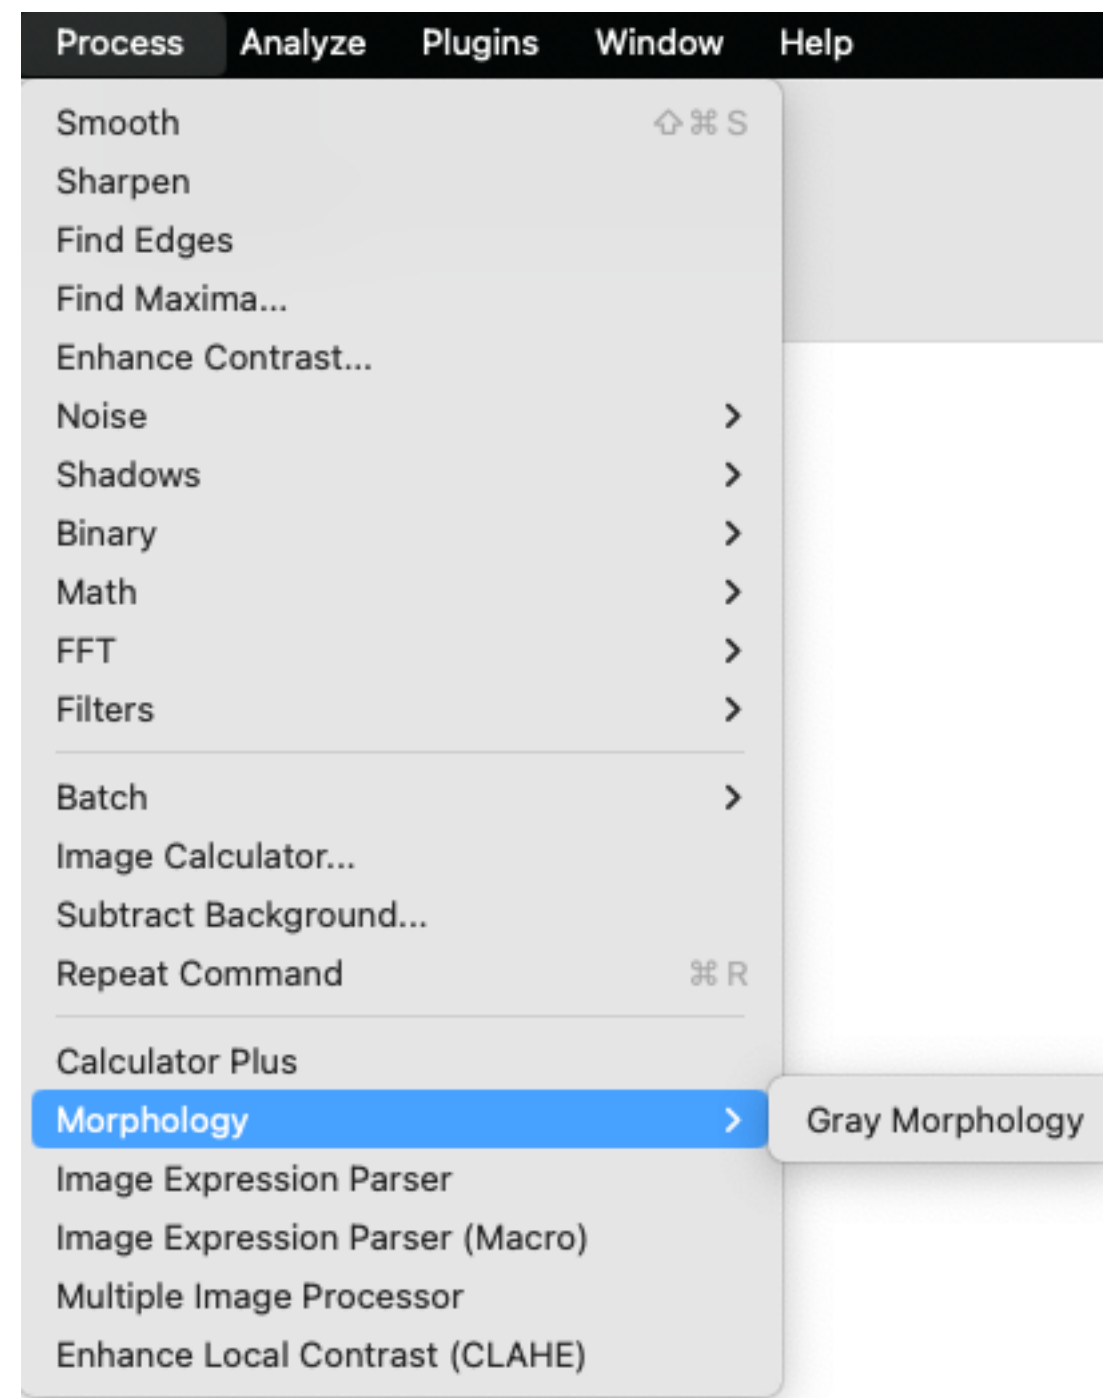 Process Analyze Plugins Window Help
Smooth ⇧⌘S
Sharpen
Find Edges
Find Maxima...
Enhance Contrast...
Noise
Shadows
Binary
Math
FFT
Filters
Batch
Image Calculator...
Subtract Background...
Repeat Command ⌘R
Calculator Plus
Morphology Gray Morphology
Image Expression Parser
Image Expression Parser (Macro)
Multiple Image Processor
Enhance Local Contrast (CLAHE)